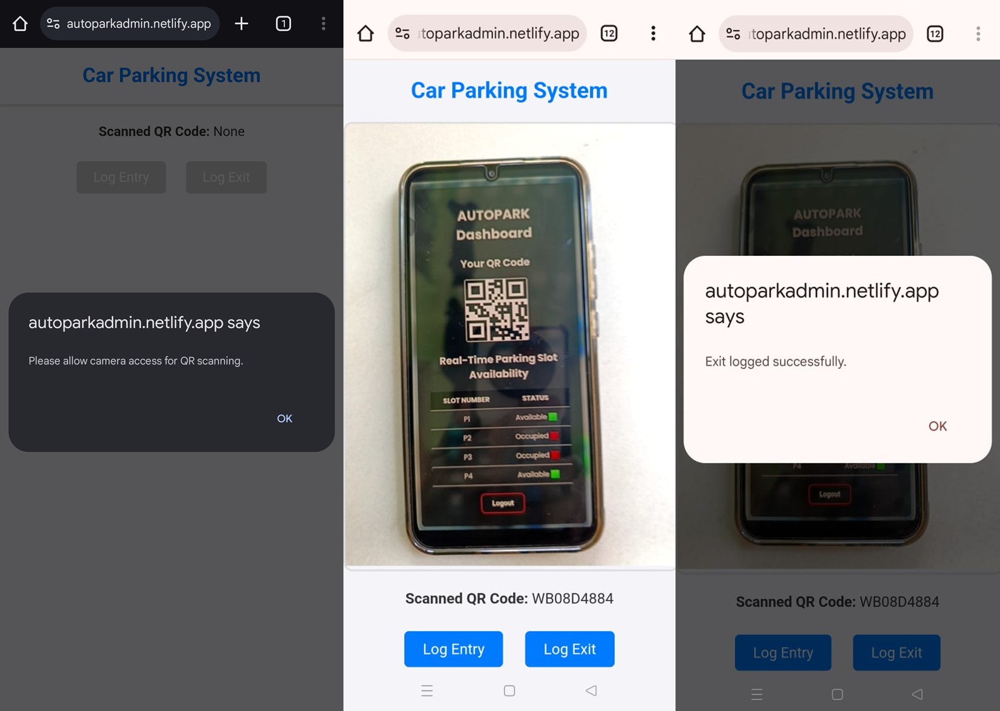 autoparkadmin.netlify.app
1
Car Parking System
Scanned QR Code: None
Log Entry
Log Exit
autoparkadmin.netlify.app says
Please allow camera access for QR scanning.
OK
toparkadmin.netlify.app
12
Car Parking System
AUTOPARK
Dashboard
Your QR Code
Real-Time Parking Slot
Availability
SLOT NUMBER STATUS
P1 Available
P2 Occupied
P3 Occupied
P4 Available
Logout
Scanned QR Code: WB08D4884
Log Entry
Log Exit
toparkadmin.netlify.app
12
Car Parking System
AUTOPARK
Dashboard
autoparkadmin.netlify.app
says
Exit logged successfully.
OK
P4 Available
Logout
Scanned QR Code: WB08D4884
Log Entry
Log Exit